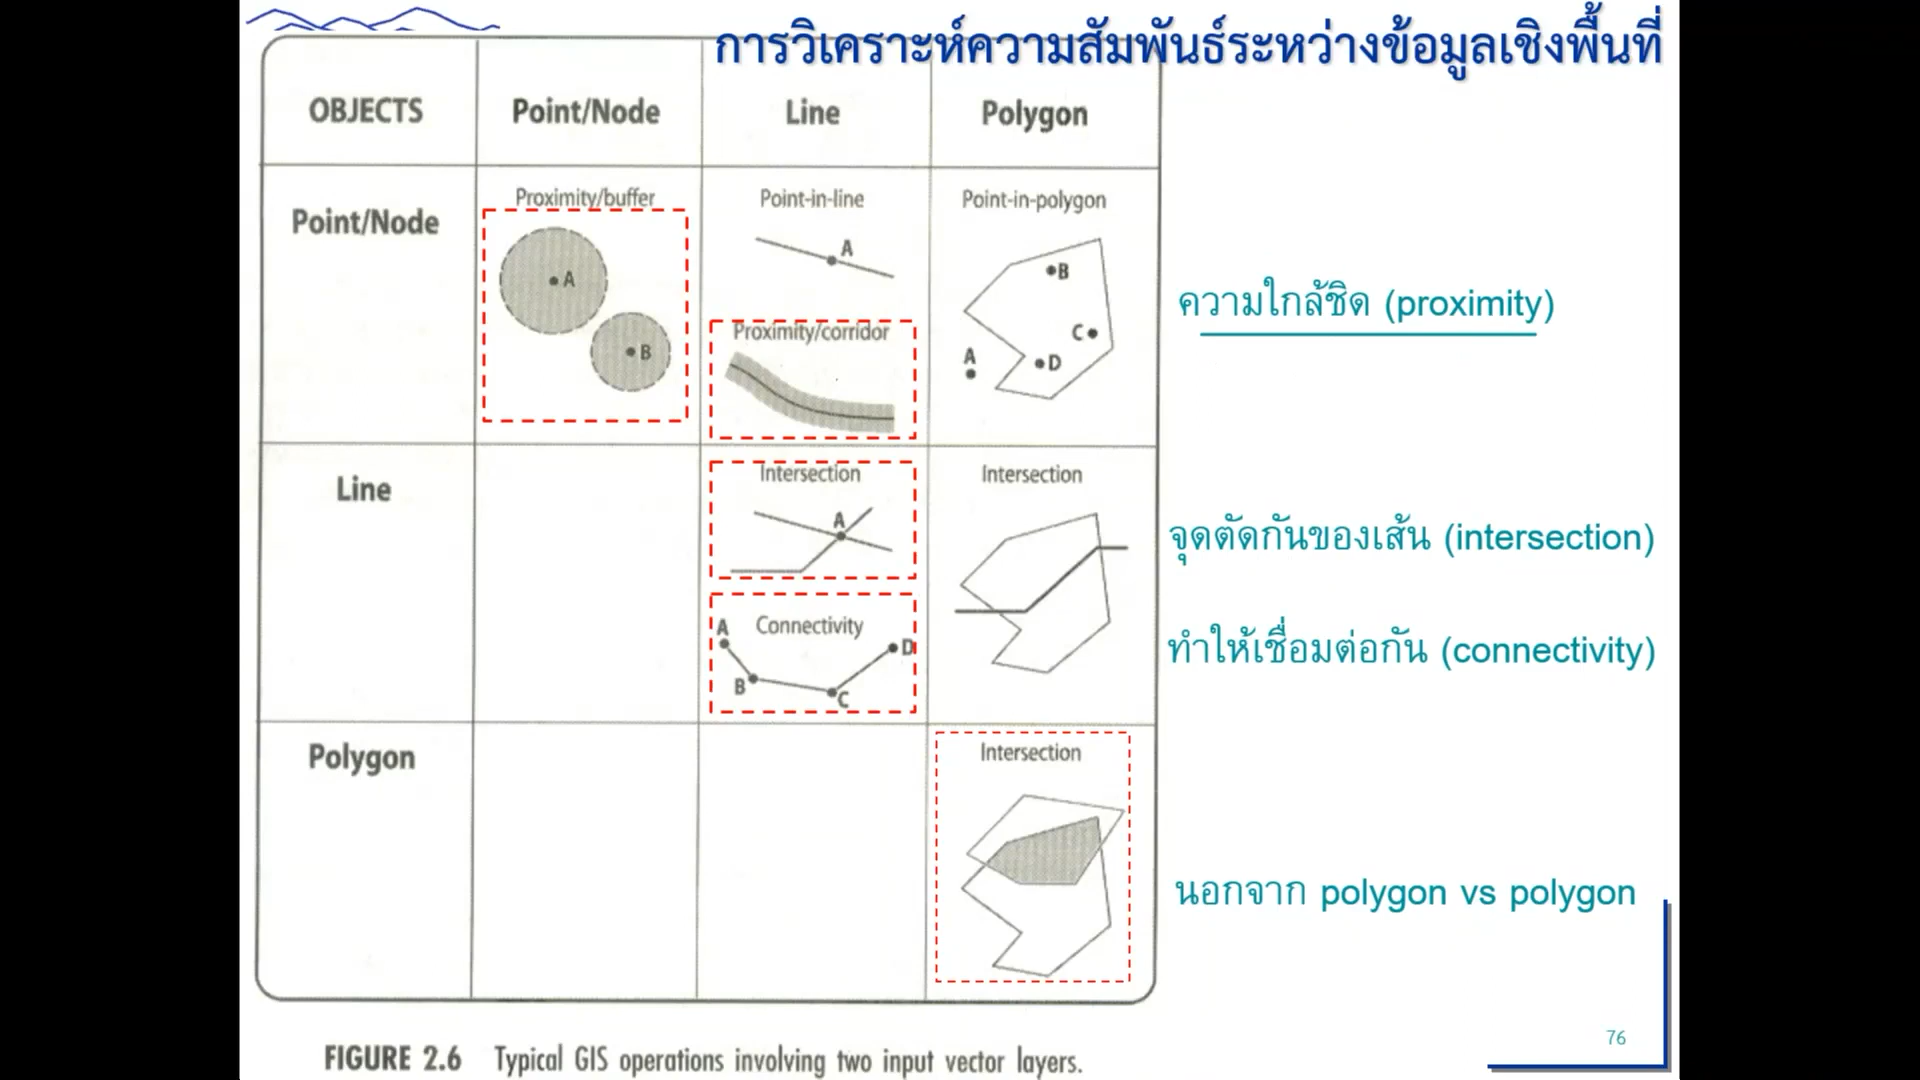 การวิเคราะห์ความสัมพันธ์ระหว่างข้อมูลเชิงพื้นที่
OBJECTS Point/Node Line Polygon
Point/Node
Proximity/buffer
A
B
Point-in-line
A
Proximity/corridor
Point-in-polygon
B
C
A
D
ความใกล้ชิด (proximity)
Line
Intersection
A
Connectivity
A
D
B
C
Intersection
จุดตัดกันของเส้น (intersection)
ทำให้เชื่อมต่อกัน (connectivity)
Polygon
Intersection
นอกจาก polygon vs polygon
76
FIGURE 2.6 Typical GIS operations involving two input vector layers.